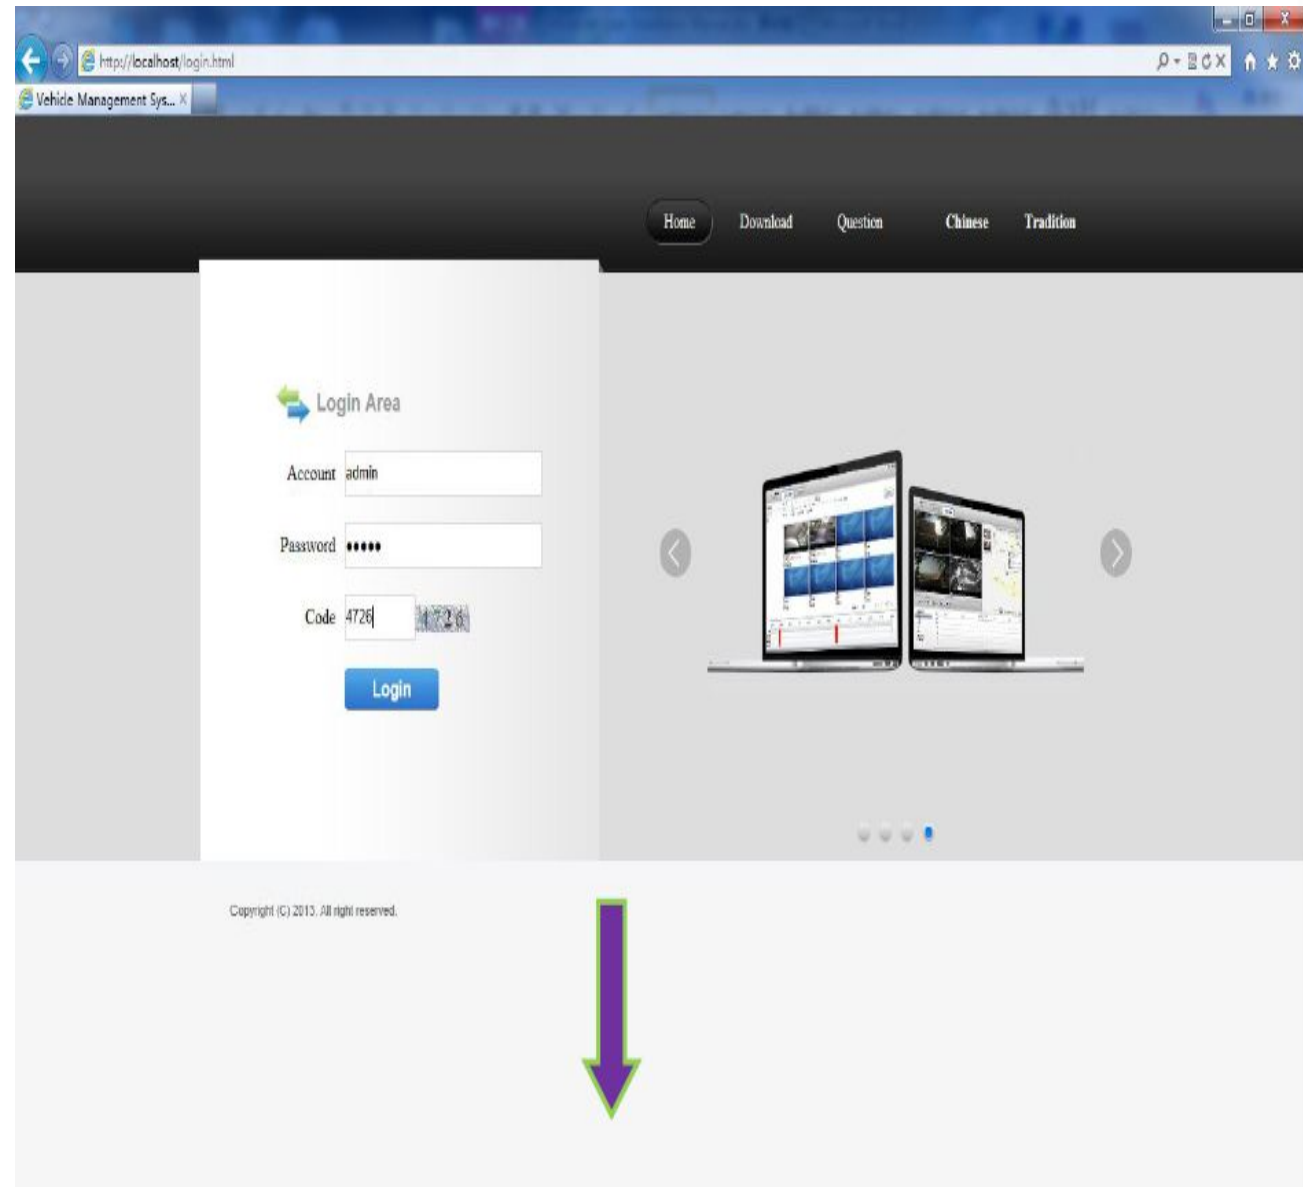 http://localhost/login.html
Vehicle Management Sys...
Home Download Question Chinese Tradition
Login Area
Account admin
Password •••••
Code 4726 4726
Login
Copyright (C) 2013. All right reserved.